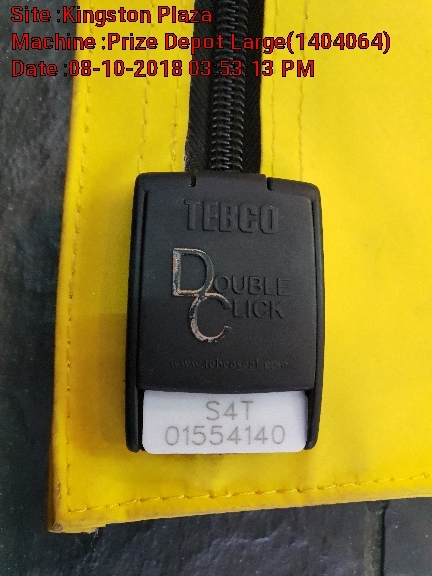 Site :Kingston Plaza
Machine :Prize Depot Large(1404064)
Date :08-10-2018 03:53:13 PM
TEBCO
DOUBLE
CLICK
S4T
01554140